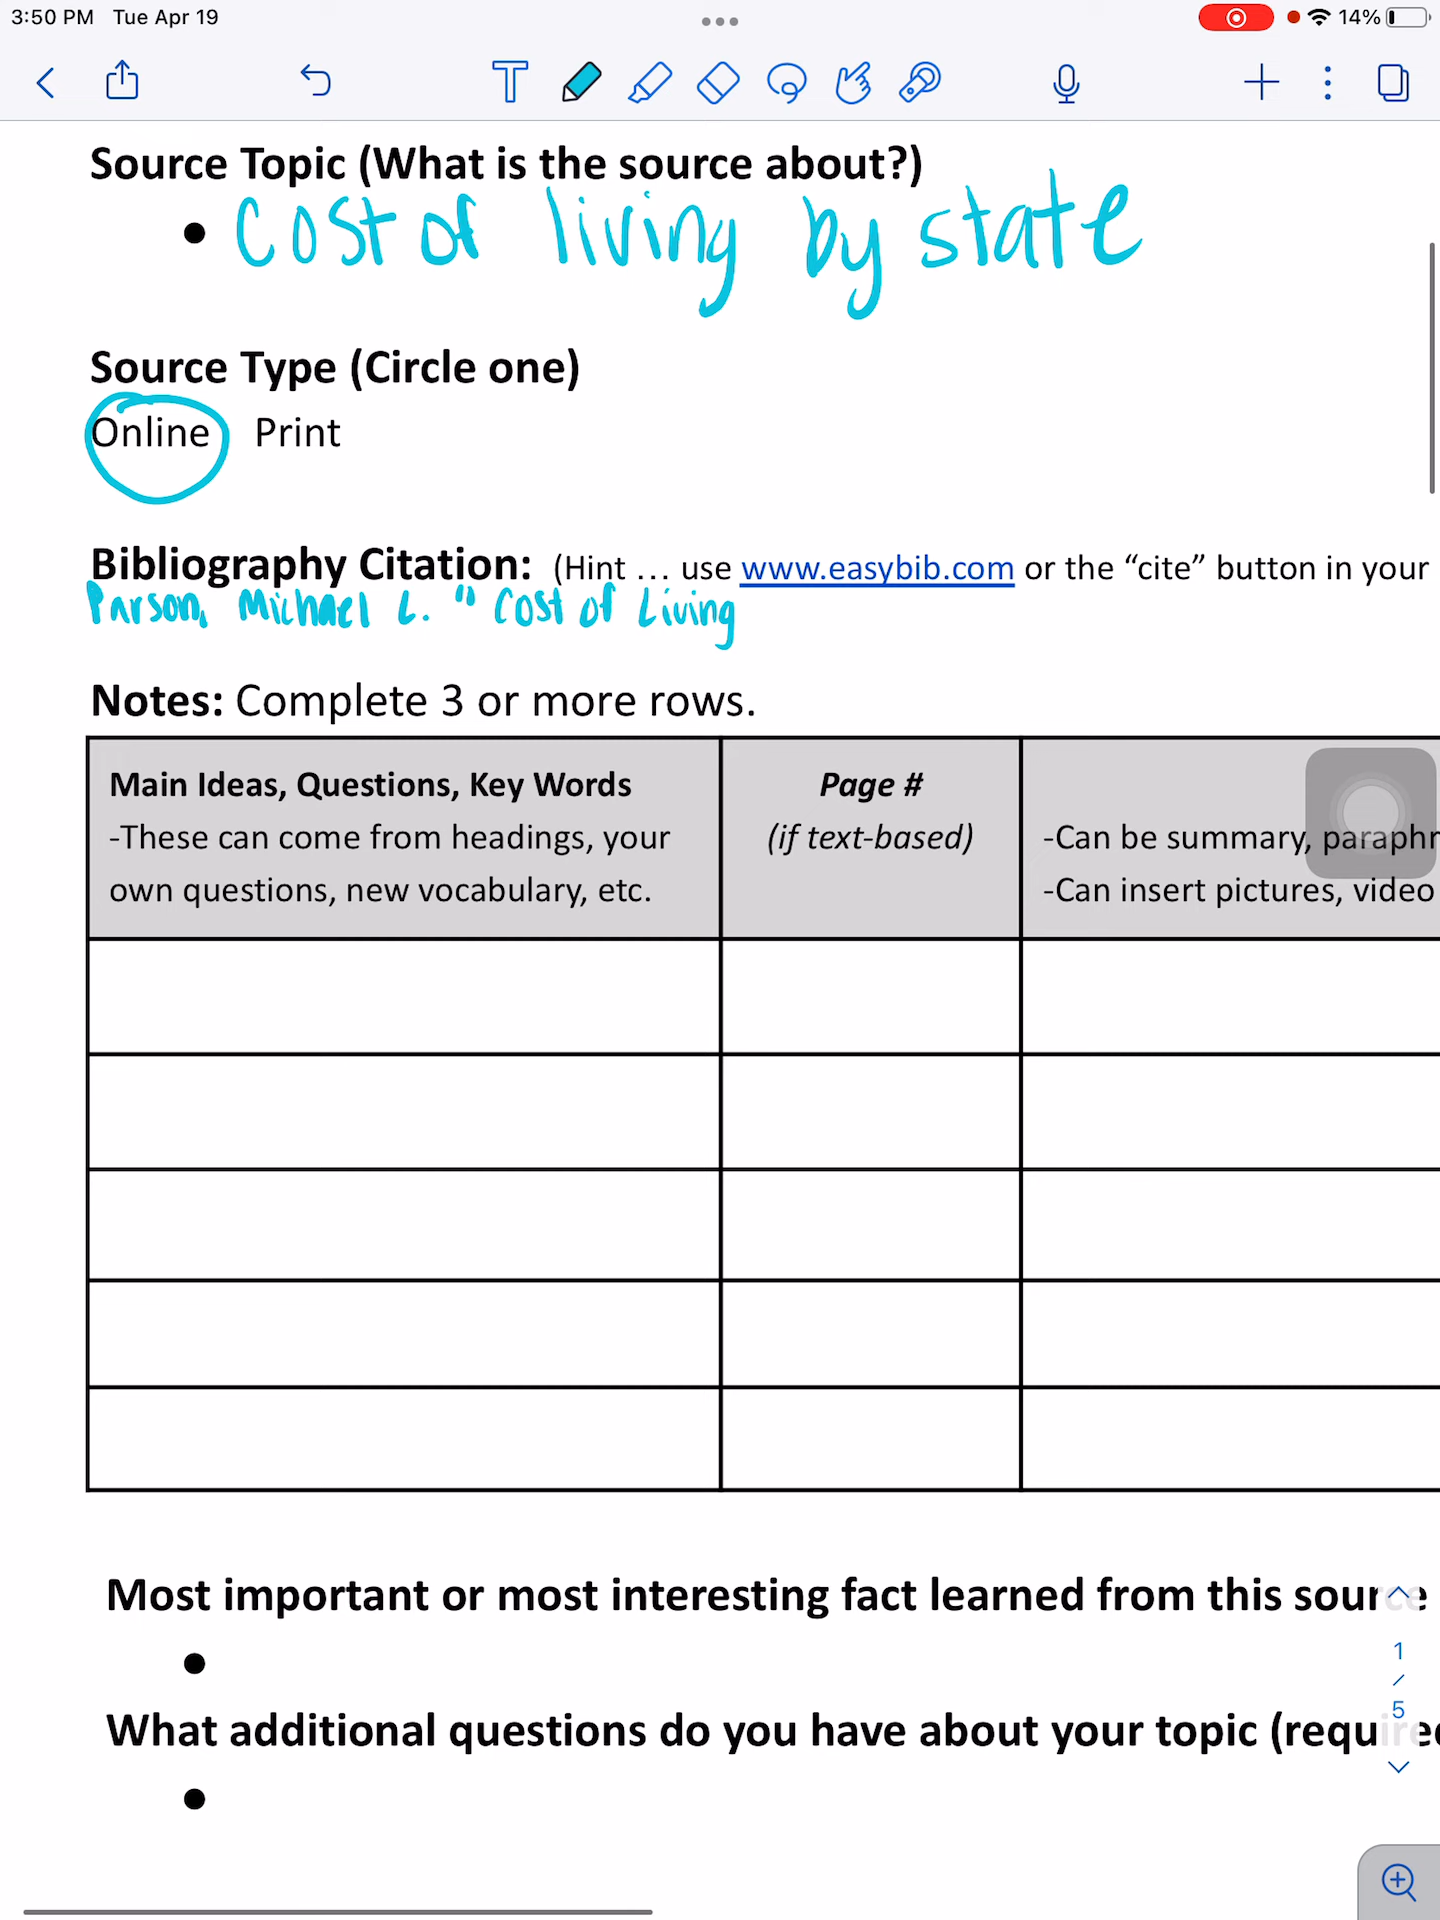 3:50 PM Tue Apr 19
14%
Source Topic (What is the source about?)
• Cost of living by state
Source Type (Circle one)
Online Print
Bibliography Citation: (Hint … use www.easybib.com or the “cite” button in your
Parson, Michael L. " Cost of Living
Notes: Complete 3 or more rows.
Main Ideas, Questions, Key Words
-These can come from headings, your
own questions, new vocabulary, etc.
Page #
(if text-based)
-Can be summary, paraphr
-Can insert pictures, video
Most important or most interesting fact learned from this source
•
1
/
5
What additional questions do you have about your topic (required
•